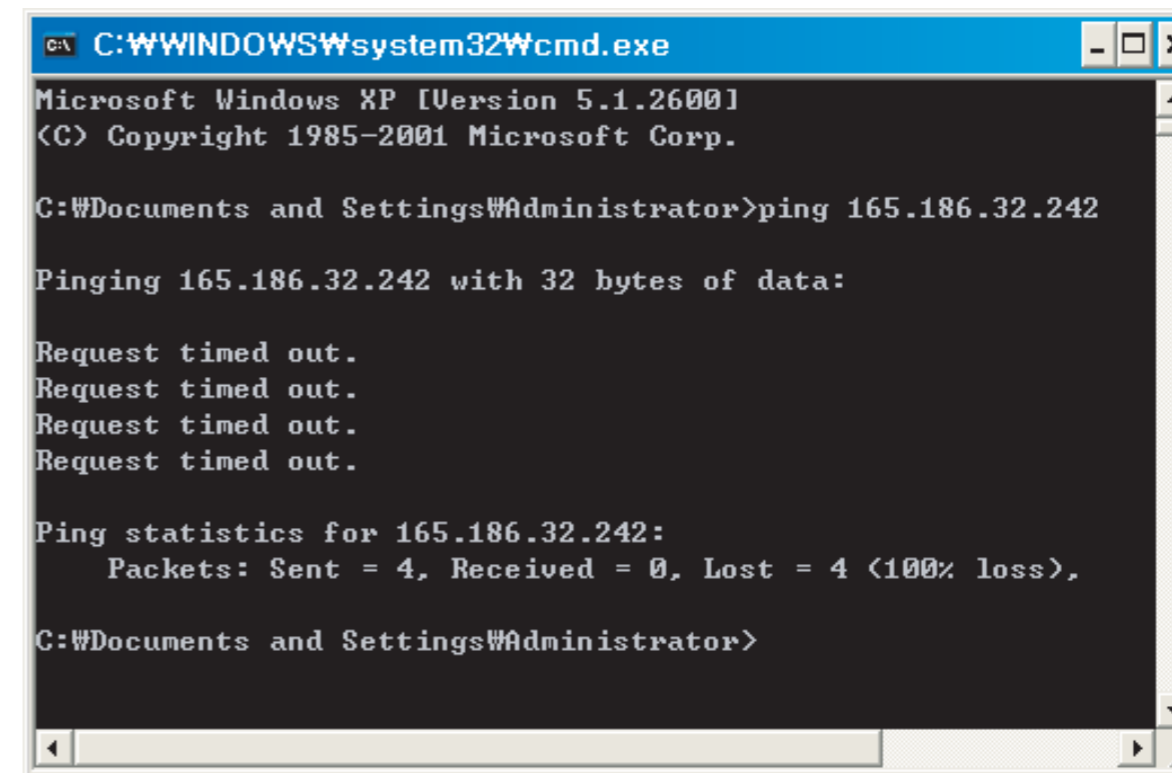 C:₩WINDOWS₩system32₩cmd.exe
Microsoft Windows XP [Version 5.1.2600]
(C) Copyright 1985-2001 Microsoft Corp.
C:₩Documents and Settings₩Administrator>ping 165.186.32.242
Pinging 165.186.32.242 with 32 bytes of data:
Request timed out.
Request timed out.
Request timed out.
Request timed out.
Ping statistics for 165.186.32.242:
Packets: Sent = 4, Received = 0, Lost = 4 (100% loss),
C:₩Documents and Settings₩Administrator>